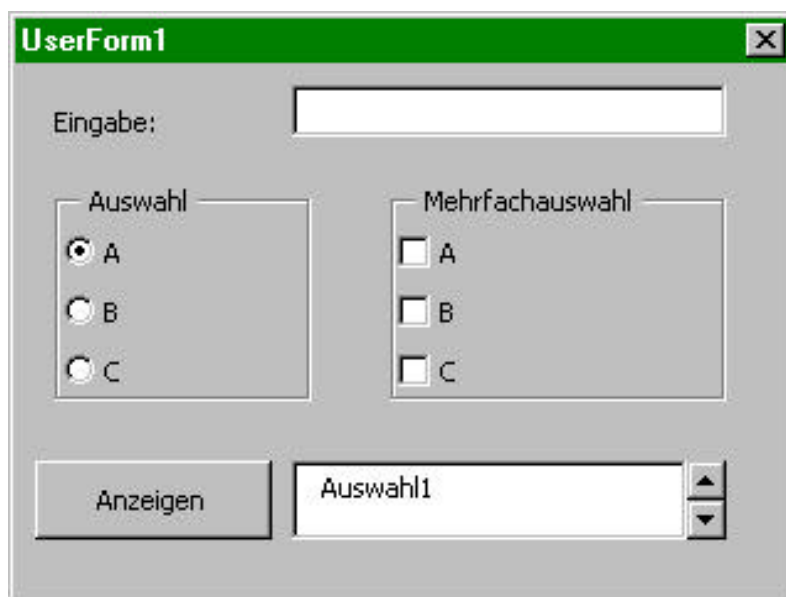 UserForm1
Eingabe:
Auswahl Mehrfachauswahl
A A
B B
C C
Anzeigen Auswahl1